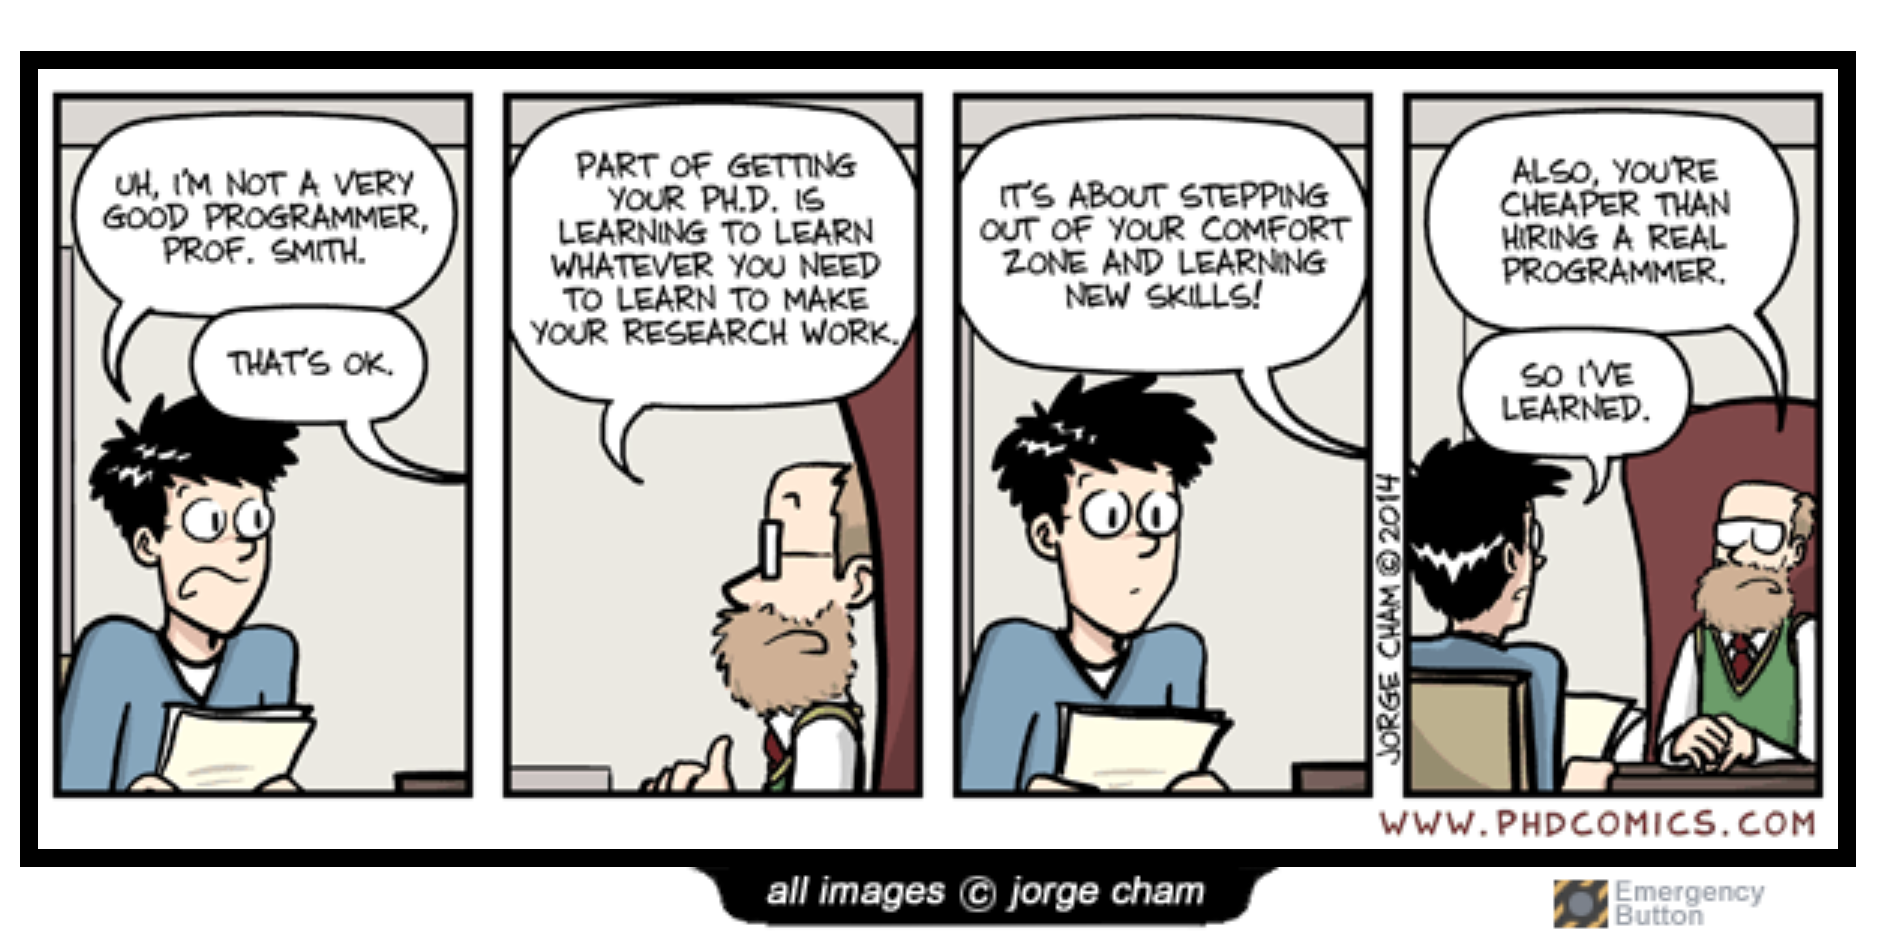 UH, I'M NOT A VERY
GOOD PROGRAMMER,
PROF. SMITH.
THAT'S OK.
PART OF GETTING
YOUR PH.D. IS
LEARNING TO LEARN
WHATEVER YOU NEED
TO LEARN TO MAKE
YOUR RESEARCH WORK.
IT'S ABOUT STEPPING
OUT OF YOUR COMFORT
ZONE AND LEARNING
NEW SKILLS!
ALSO, YOU'RE
CHEAPER THAN
HIRING A REAL
PROGRAMMER.
SO I'VE
LEARNED.
JORGE CHAM © 2014
WWW.PHDCOMICS.COM
all images © jorge cham
Emergency
Button